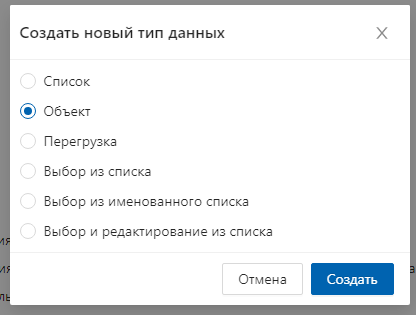 Создать новый тип данных
Список
Объект
Перегрузка
Выбор из списка
Выбор из именованного списка
Выбор и редактирование из списка
Отмена Создать